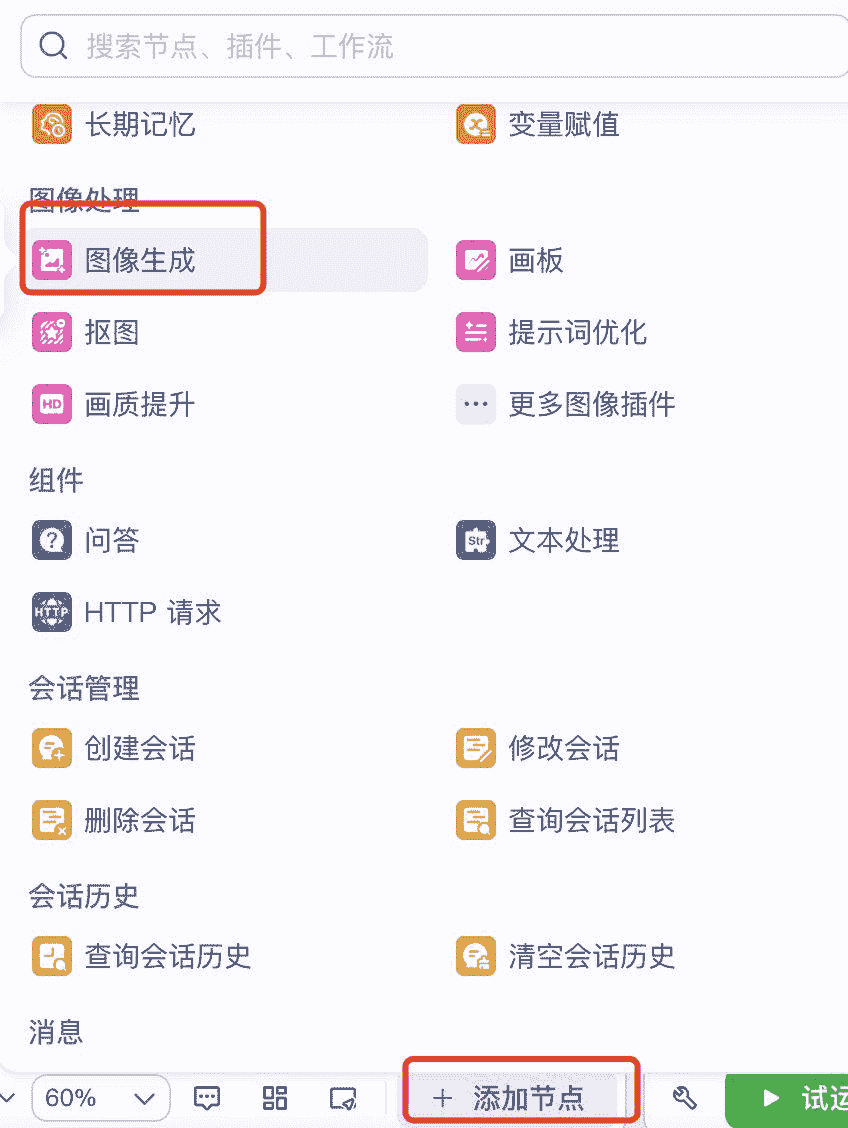 搜索节点、插件、工作流
长期记忆 变量赋值
图像处理
图像生成 画板
抠图 提示词优化
HD 画质提升 更多图像插件
组件
问答 Str 文本处理
HTTP HTTP 请求
会话管理
创建会话 修改会话
删除会话 查询会话列表
会话历史
查询会话历史 清空会话历史
消息
60% 添加节点 试运